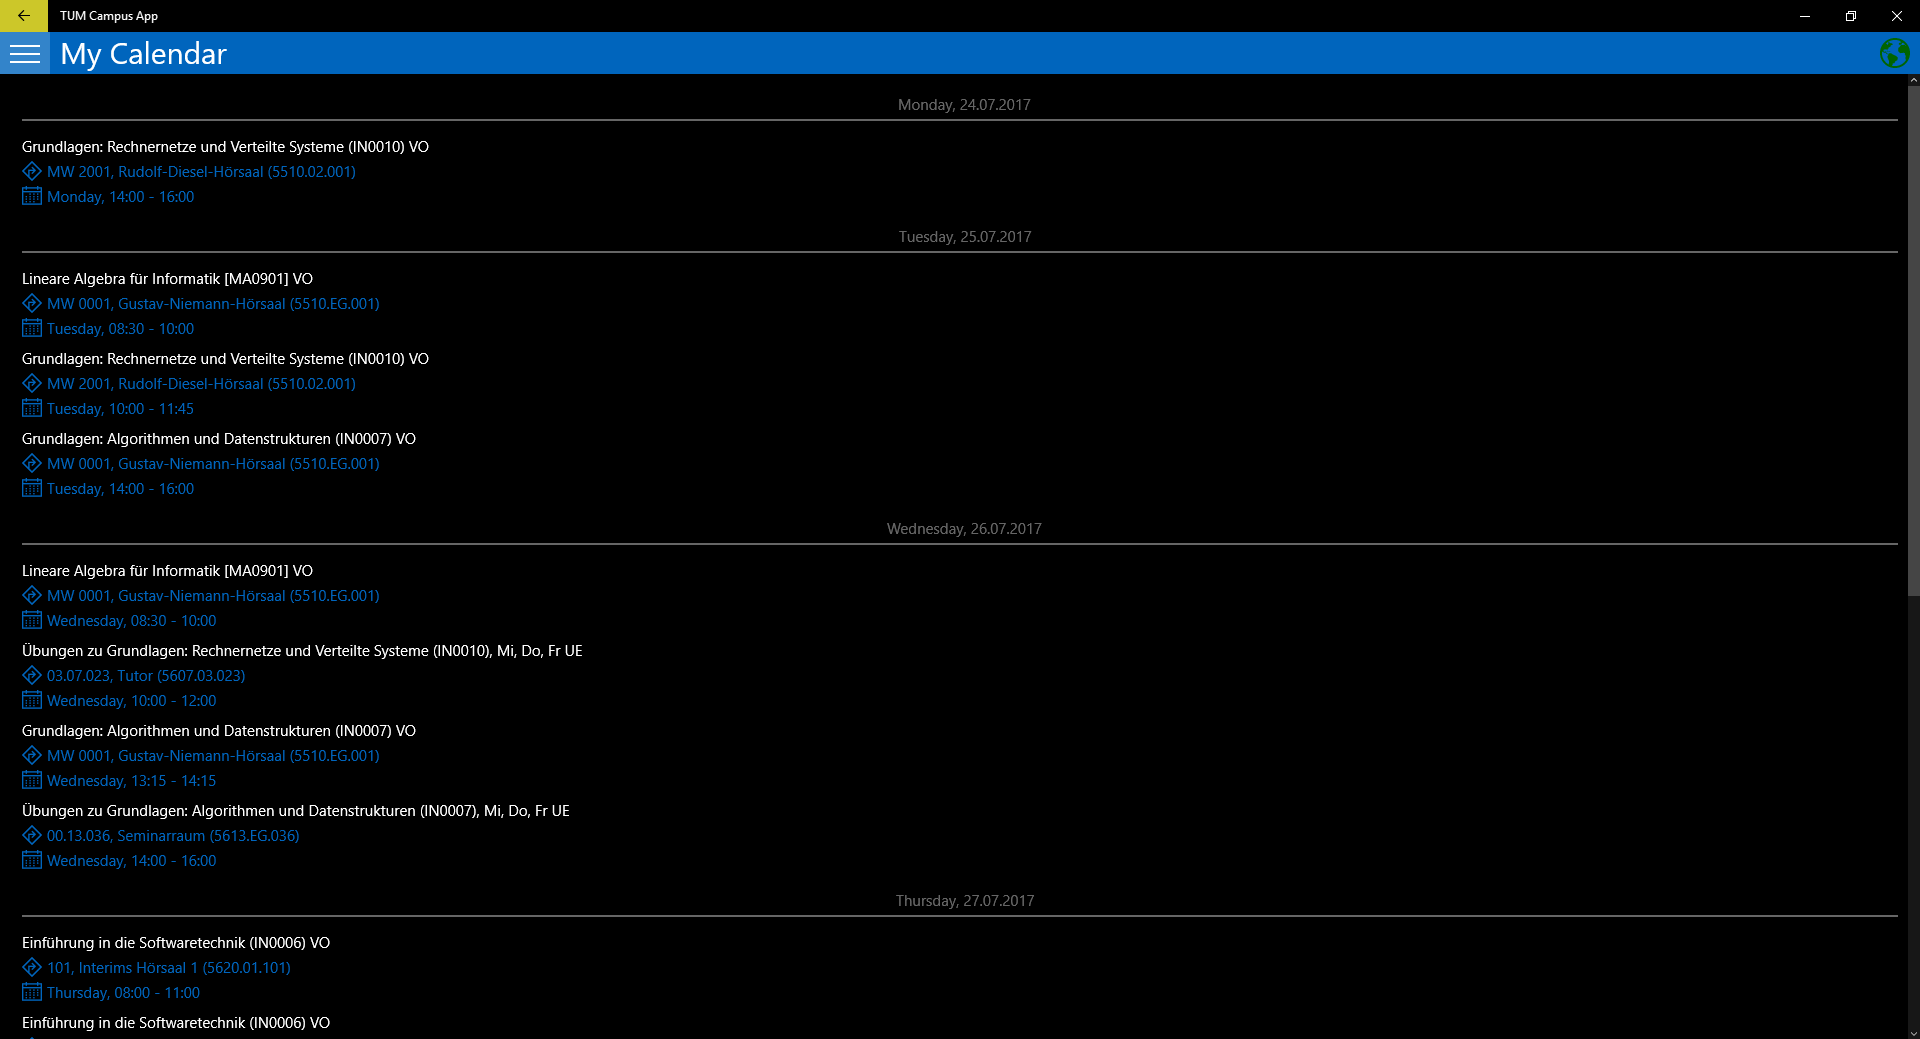 TUM Campus App
My Calendar
Monday, 24.07.2017
Grundlagen: Rechnernetze und Verteilte Systeme (IN0010) VO
MW 2001, Rudolf-Diesel-Hörsaal (5510.02.001)
Monday, 14:00 - 16:00
Tuesday, 25.07.2017
Lineare Algebra für Informatik [MA0901] VO
MW 0001, Gustav-Niemann-Hörsaal (5510.EG.001)
Tuesday, 08:30 - 10:00
Grundlagen: Rechnernetze und Verteilte Systeme (IN0010) VO
MW 2001, Rudolf-Diesel-Hörsaal (5510.02.001)
Tuesday, 10:00 - 11:45
Grundlagen: Algorithmen und Datenstrukturen (IN0007) VO
MW 0001, Gustav-Niemann-Hörsaal (5510.EG.001)
Tuesday, 14:00 - 16:00
Wednesday, 26.07.2017
Lineare Algebra für Informatik [MA0901] VO
MW 0001, Gustav-Niemann-Hörsaal (5510.EG.001)
Wednesday, 08:30 - 10:00
Übungen zu Grundlagen: Rechnernetze und Verteilte Systeme (IN0010), Mi, Do, Fr UE
03.07.023, Tutor (5607.03.023)
Wednesday, 10:00 - 12:00
Grundlagen: Algorithmen und Datenstrukturen (IN0007) VO
MW 0001, Gustav-Niemann-Hörsaal (5510.EG.001)
Wednesday, 13:15 - 14:15
Übungen zu Grundlagen: Algorithmen und Datenstrukturen (IN0007), Mi, Do, Fr UE
00.13.036, Seminarraum (5613.EG.036)
Wednesday, 14:00 - 16:00
Thursday, 27.07.2017
Einführung in die Softwaretechnik (IN0006) VO
101, Interims Hörsaal 1 (5620.01.101)
Thursday, 08:00 - 11:00
Einführung in die Softwaretechnik (IN0006) VO